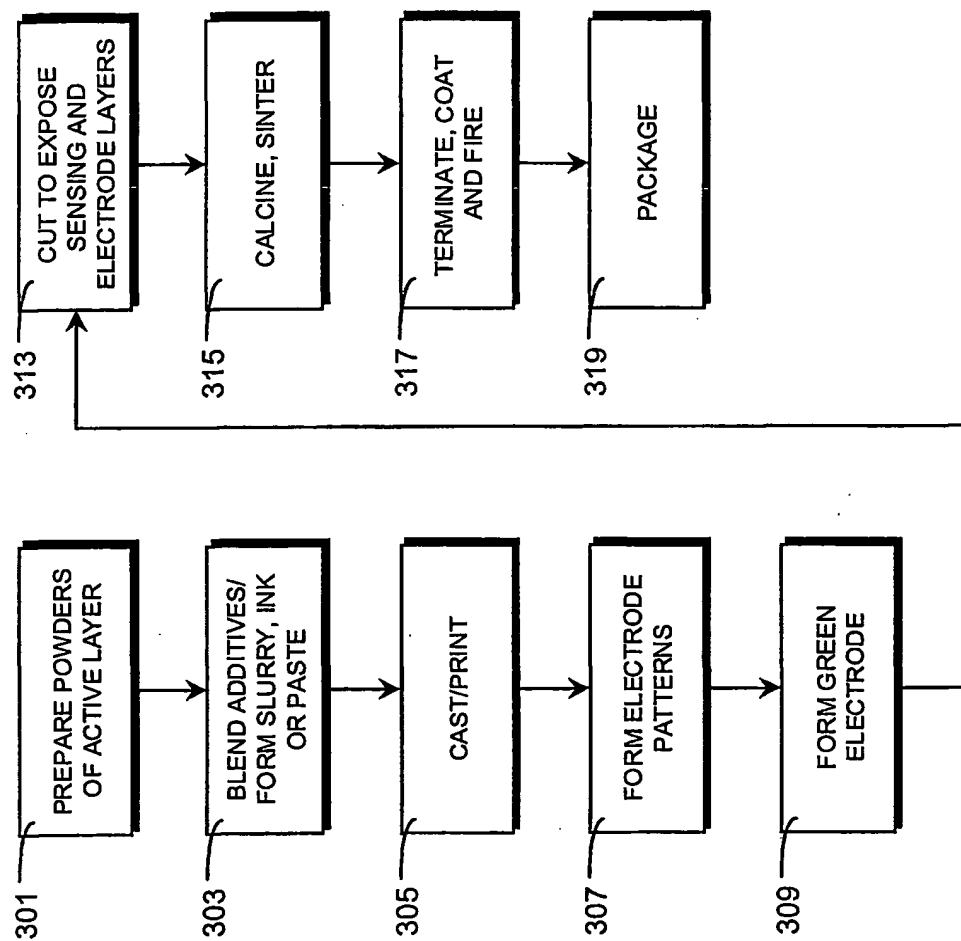 301
PREPARE POWDERS
OF ACTIVE LAYER
303
BLEND ADDITIVES/
FORM SLURRY, INK
OR PASTE
305
CAST/PRINT
307
FORM ELECTRODE
PATTERNS
309
FORM GREEN
ELECTRODE
313
CUT TO EXPOSE
SENSING AND
ELECTRODE LAYERS
315
CALCINE, SINTER
317
TERMINATE, COAT
AND FIRE
319
PACKAGE